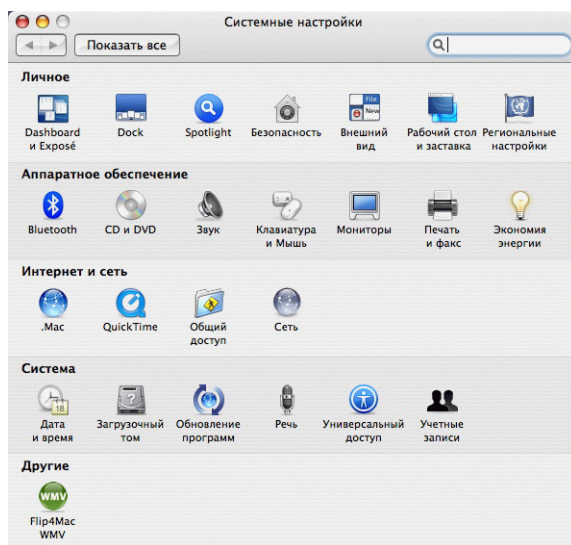 Системные настройки
Показать все
Личное
Dashboard и Exposé
Dock
Spotlight
Безопасность
Внешний вид
Рабочий стол и заставка
Региональные настройки
Аппаратное обеспечение
Bluetooth
CD и DVD
Звук
Клавиатура и Мышь
Мониторы
Печать и факс
Экономия энергии
Интернет и сеть
.Mac
QuickTime
Общий доступ
Сеть
Система
Дата и время
Загрузочный том
Обновление программ
Речь
Универсальный доступ
Учетные записи
Другие
Flip4Mac WMV
File
New
18
?
WMV